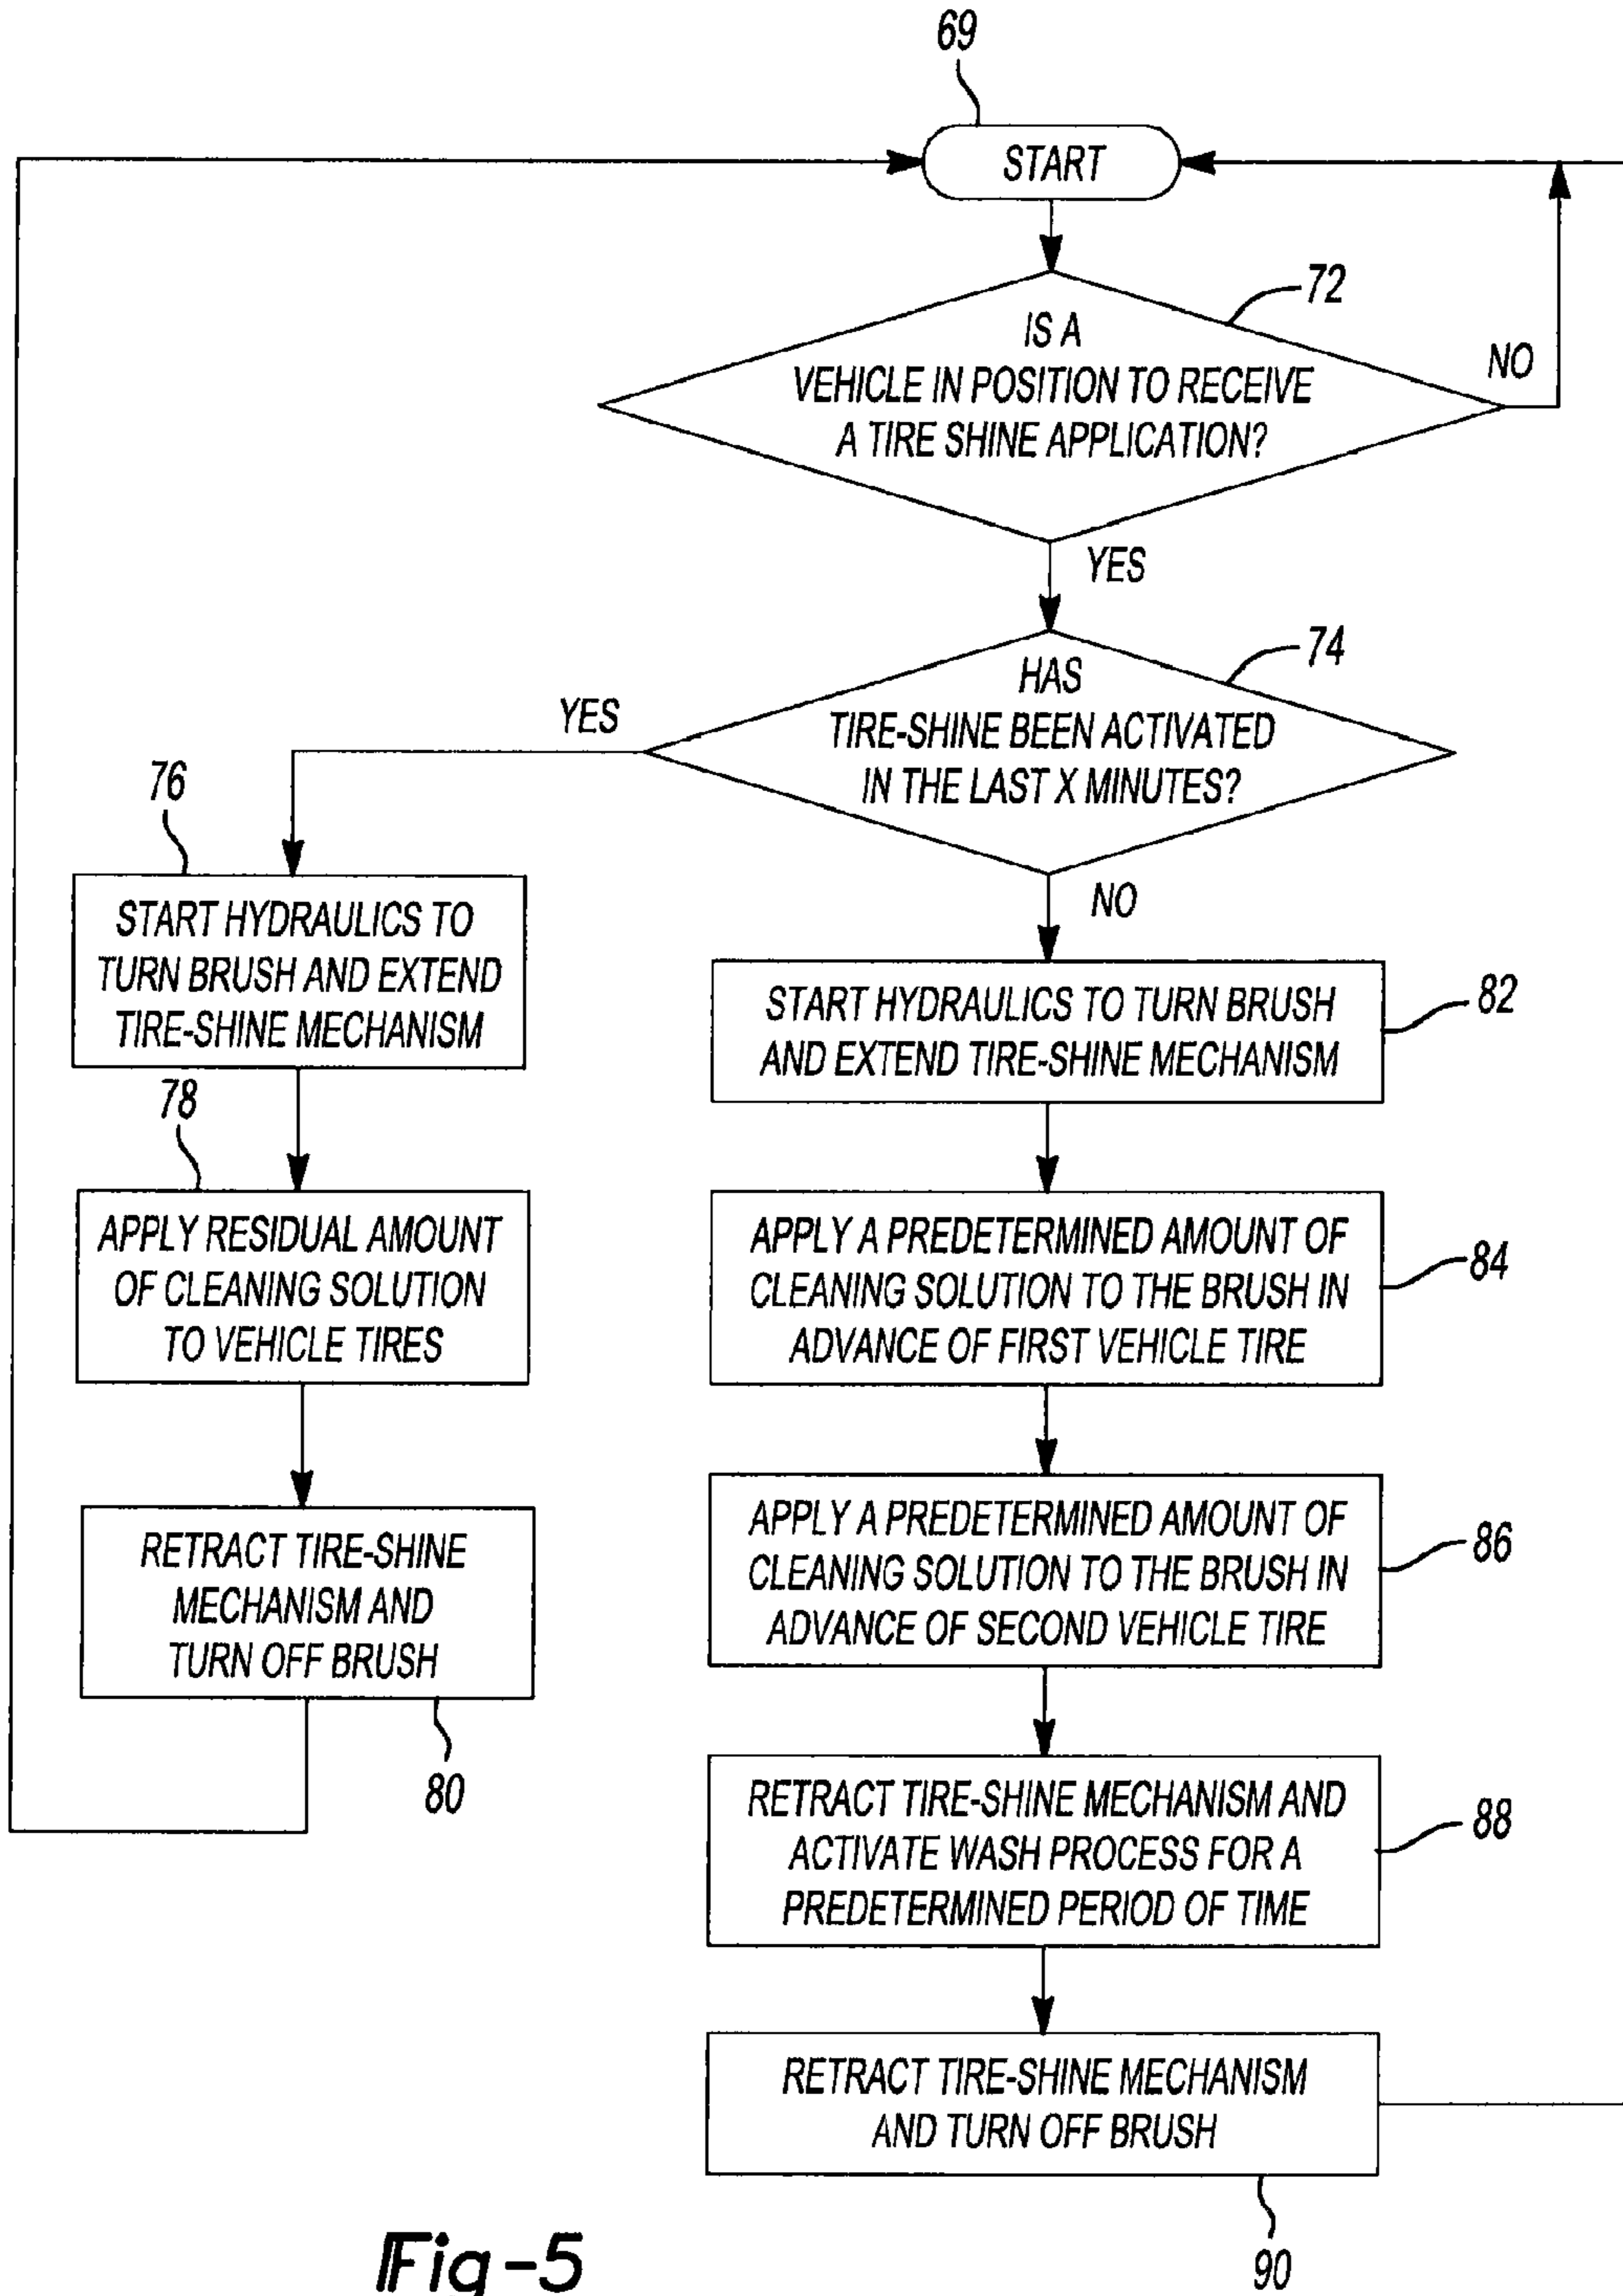 69
START
72
IS A
VEHICLE IN POSITION TO RECEIVE
A TIRE SHINE APPLICATION?
NO
YES
74
HAS
TIRE-SHINE BEEN ACTIVATED
IN THE LAST X MINUTES?
YES
NO
76
START HYDRAULICS TO
TURN BRUSH AND EXTEND
TIRE-SHINE MECHANISM
78
APPLY RESIDUAL AMOUNT
OF CLEANING SOLUTION
TO VEHICLE TIRES
RETRACT TIRE-SHINE
MECHANISM AND
TURN OFF BRUSH
80
START HYDRAULICS TO TURN BRUSH
AND EXTEND TIRE-SHINE MECHANISM
82
APPLY A PREDETERMINED AMOUNT OF
CLEANING SOLUTION TO THE BRUSH IN
ADVANCE OF FIRST VEHICLE TIRE
84
APPLY A PREDETERMINED AMOUNT OF
CLEANING SOLUTION TO THE BRUSH IN
ADVANCE OF SECOND VEHICLE TIRE
86
RETRACT TIRE-SHINE MECHANISM AND
ACTIVATE WASH PROCESS FOR A
PREDETERMINED PERIOD OF TIME
88
RETRACT TIRE-SHINE MECHANISM
AND TURN OFF BRUSH
90
Fig-5